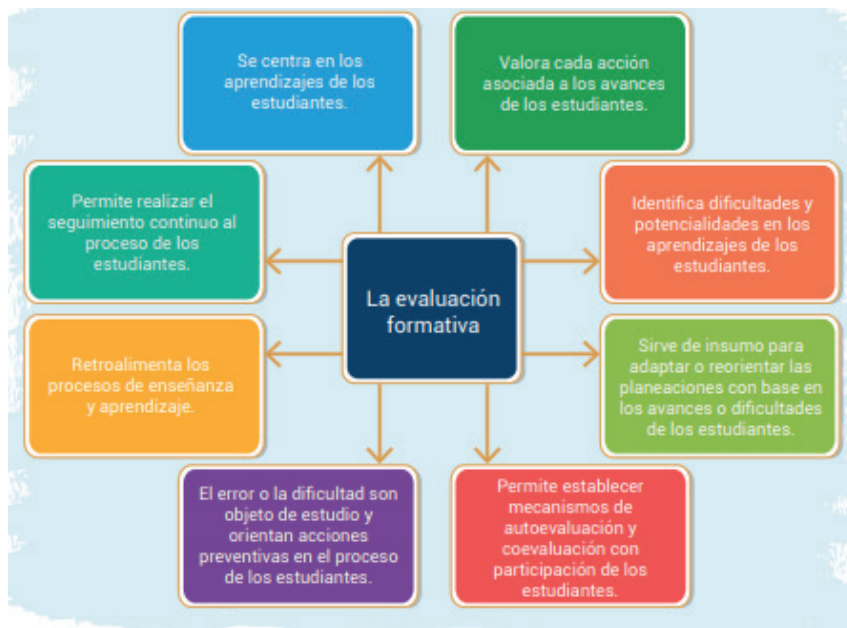 Se centra en los
aprendizajes de los
estudiantes.
Valora cada acción
asociada a los avances
de los estudiantes.
Permite realizar el
seguimiento continuo al
proceso de los
estudiantes.
Identifica dificultades y
potencialidades en los
aprendizajes de los
estudiantes.
La evaluación
formativa
Retroalimenta los
procesos de enseñanza
y aprendizaje.
Sirve de insumo para
adaptar o reorientar las
planeaciones con base en
los avances o dificultades
de los estudiantes.
El error o la dificultad son
objeto de estudio y
orientan acciones
preventivas en el proceso
de los estudiantes.
Permite establecer
mecanismos de
autoevaluación y
coevaluación con
participación de los
estudiantes.